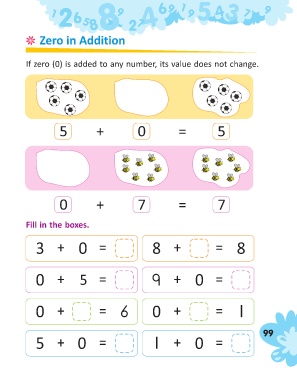 Zero in Addition
If zero (0) is added to any number, its value does not change.
5 + 0 = 5
0 + 7 = 7
Fill in the boxes.
3 + 0 = 8 + = 8
0 + 5 = 9 + 0 =
0 + = 6 0 + = 1
5 + 0 = 1 + 0 =
99